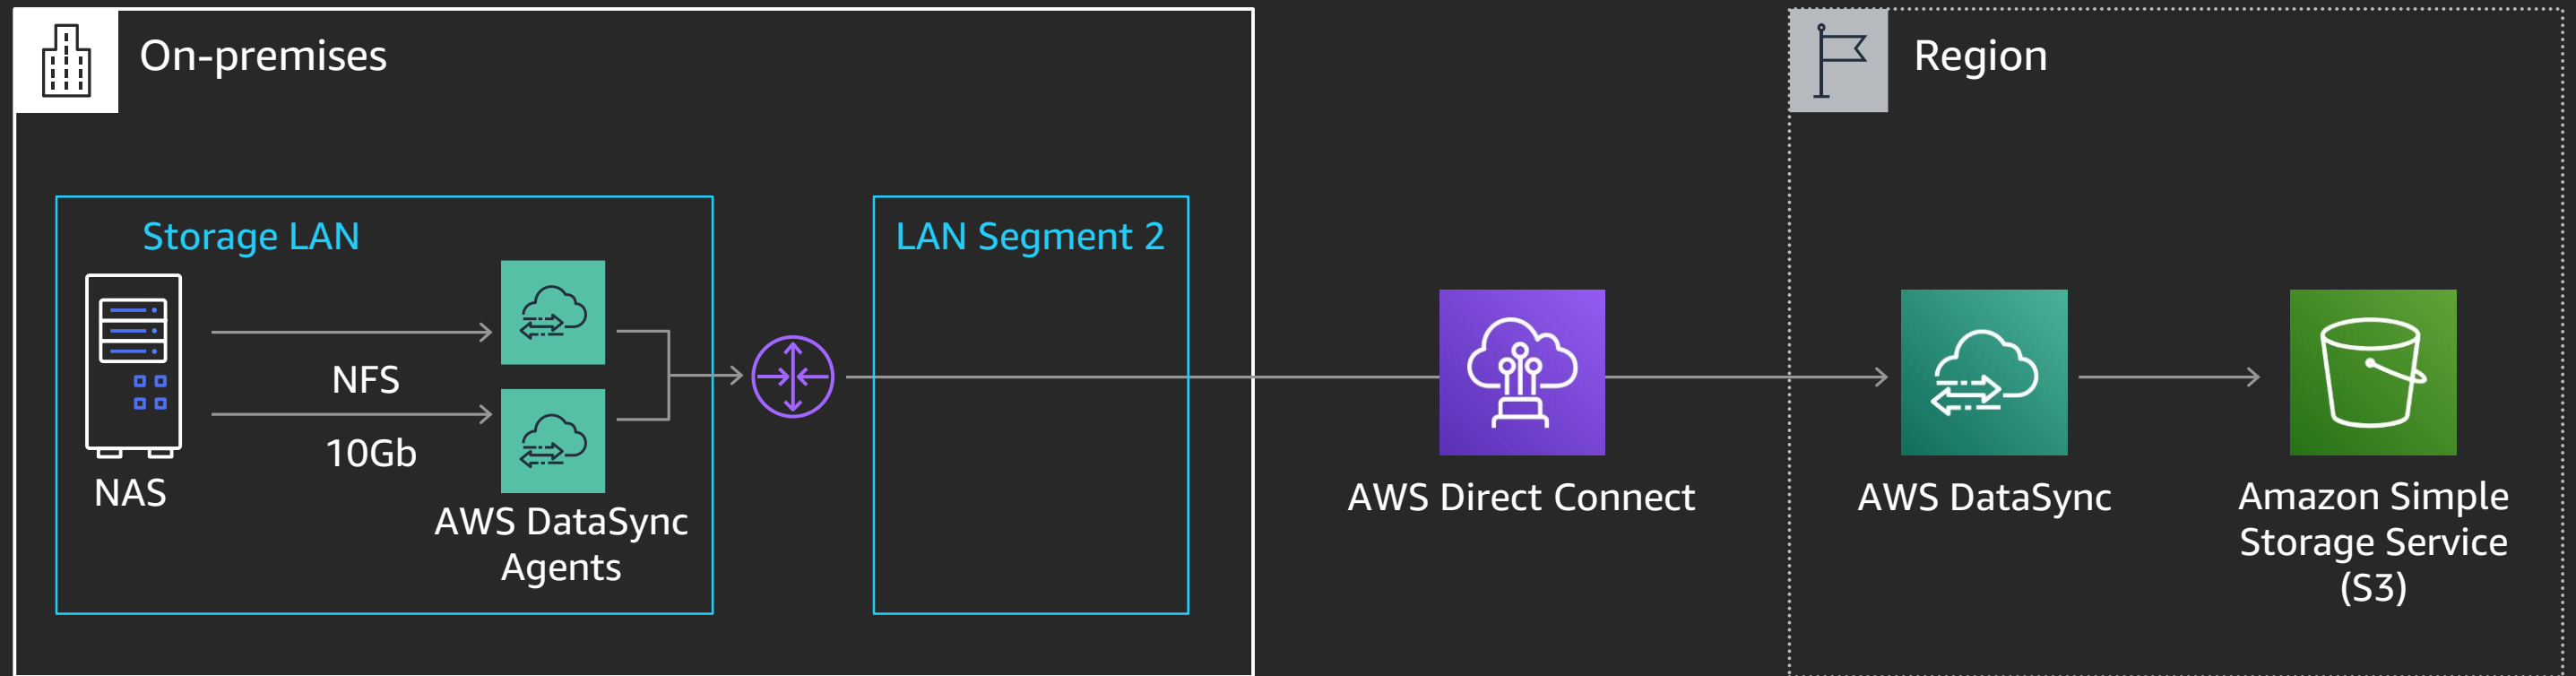 On-premises
Region
Storage LAN
LAN Segment 2
NFS
10Gb
NAS
AWS DataSync
Agents
AWS Direct Connect
AWS DataSync
Amazon Simple
Storage Service
(S3)